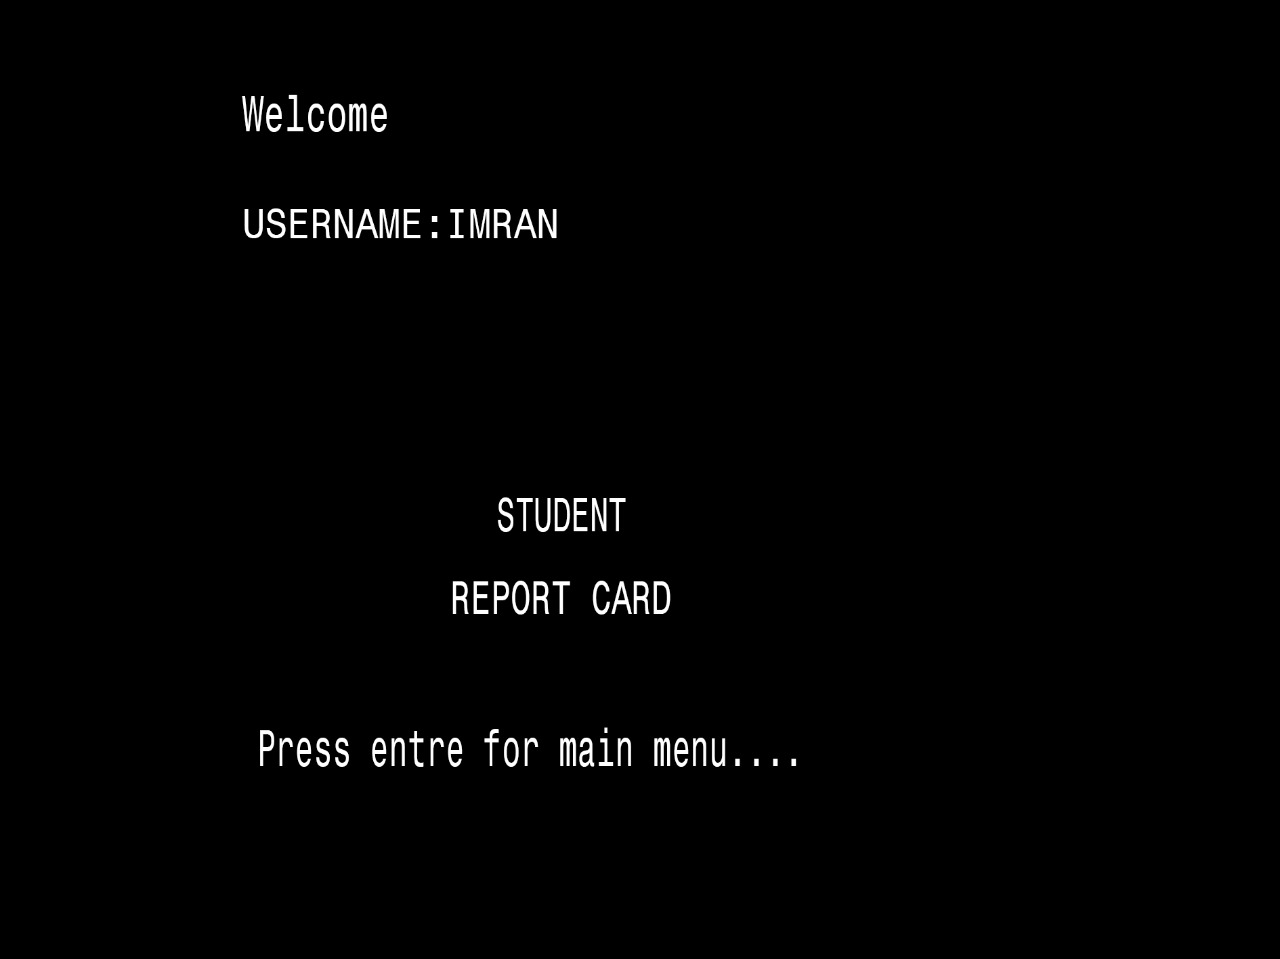 Welcome
USERNAME:IMRAN
STUDENT
REPORT CARD
Press entre for main menu....